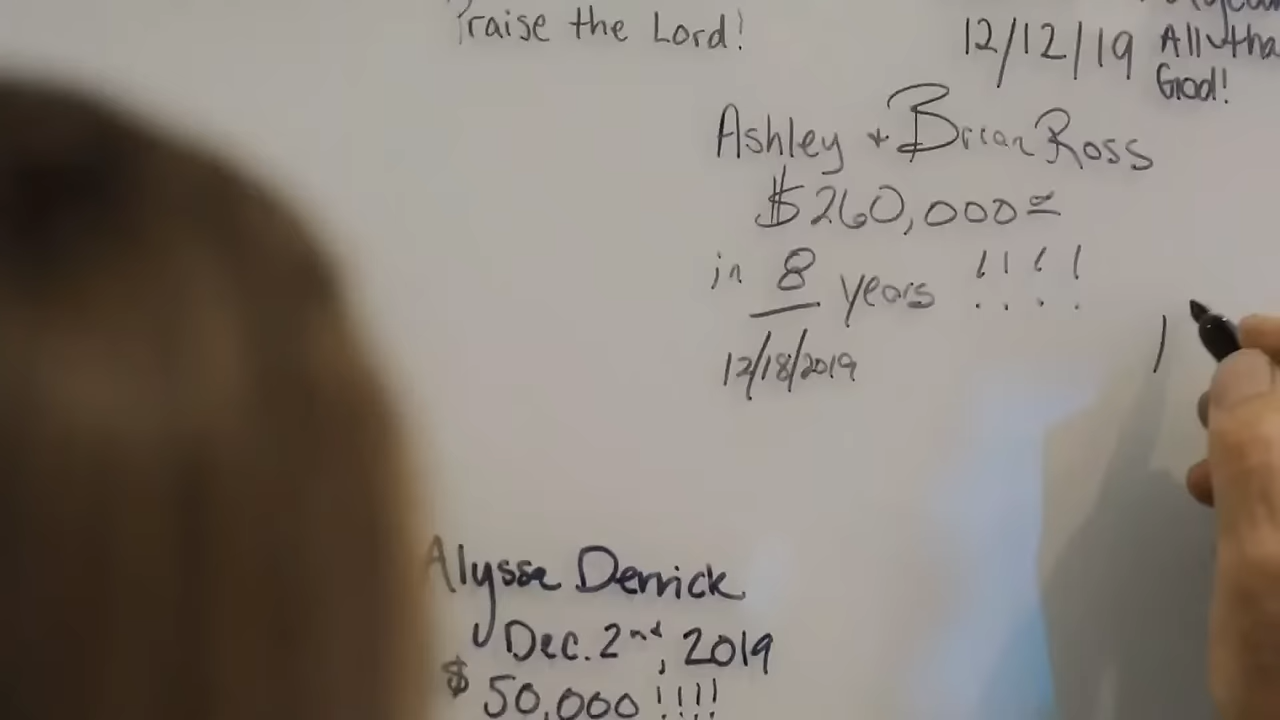 Praise the Lord!
12/12/19
All
God!
Ashley + Brian Ross
$260,000
in 8 years !!!!
12/18/2019
Alyssa Derrick
Dec. 2nd, 2019
$50,000 !!!!